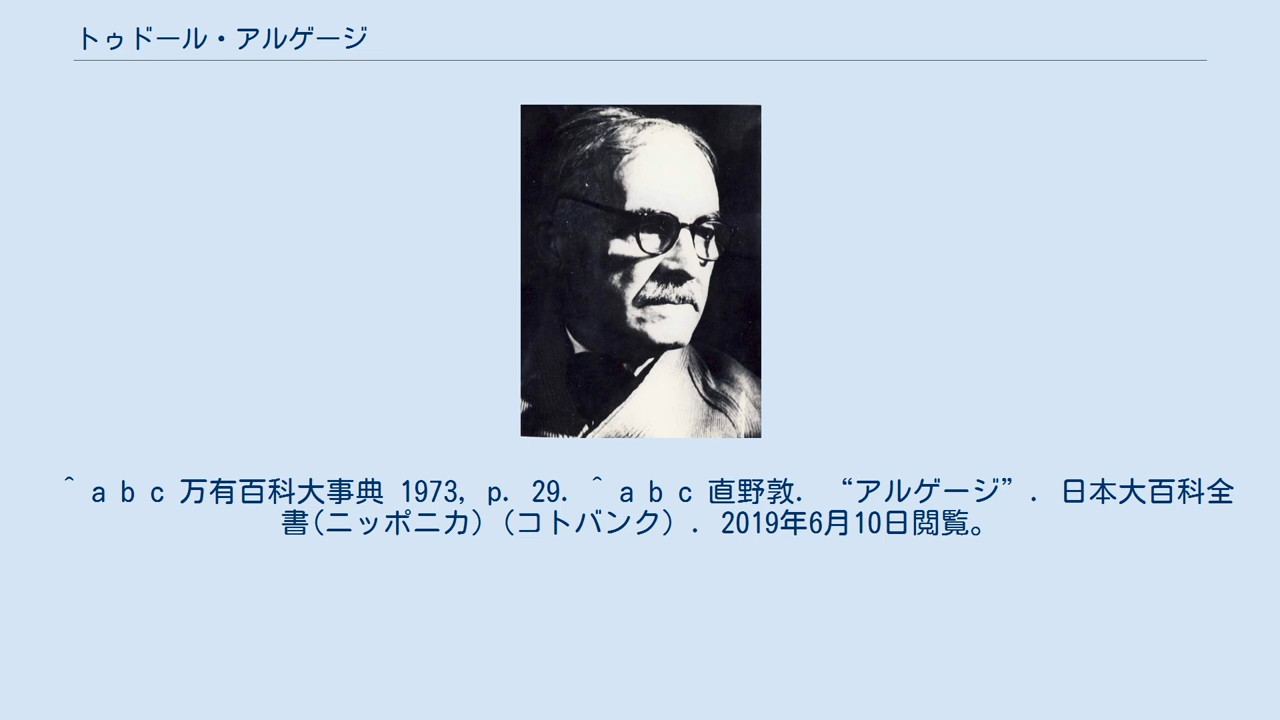 トゥドール・アルゲージ
^ a b c 万有百科大事典 1973, p. 29. ^ a b c 直野敦. “アルゲージ”. 日本大百科全
書(ニッポニカ) (コトバンク) . 2019年6月10日閲覧。